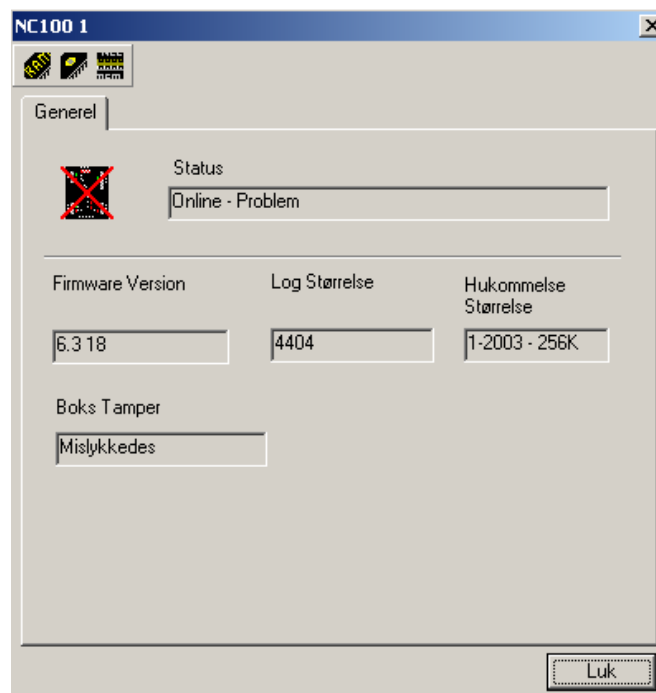 NC100 1
Generel
Status
Online - Problem
Firmware Version
Log Størrelse
Hukommelse
Størrelse
6.3 18
4404
1-2003 - 256K
Boks Tamper
Mislykkedes
Luk